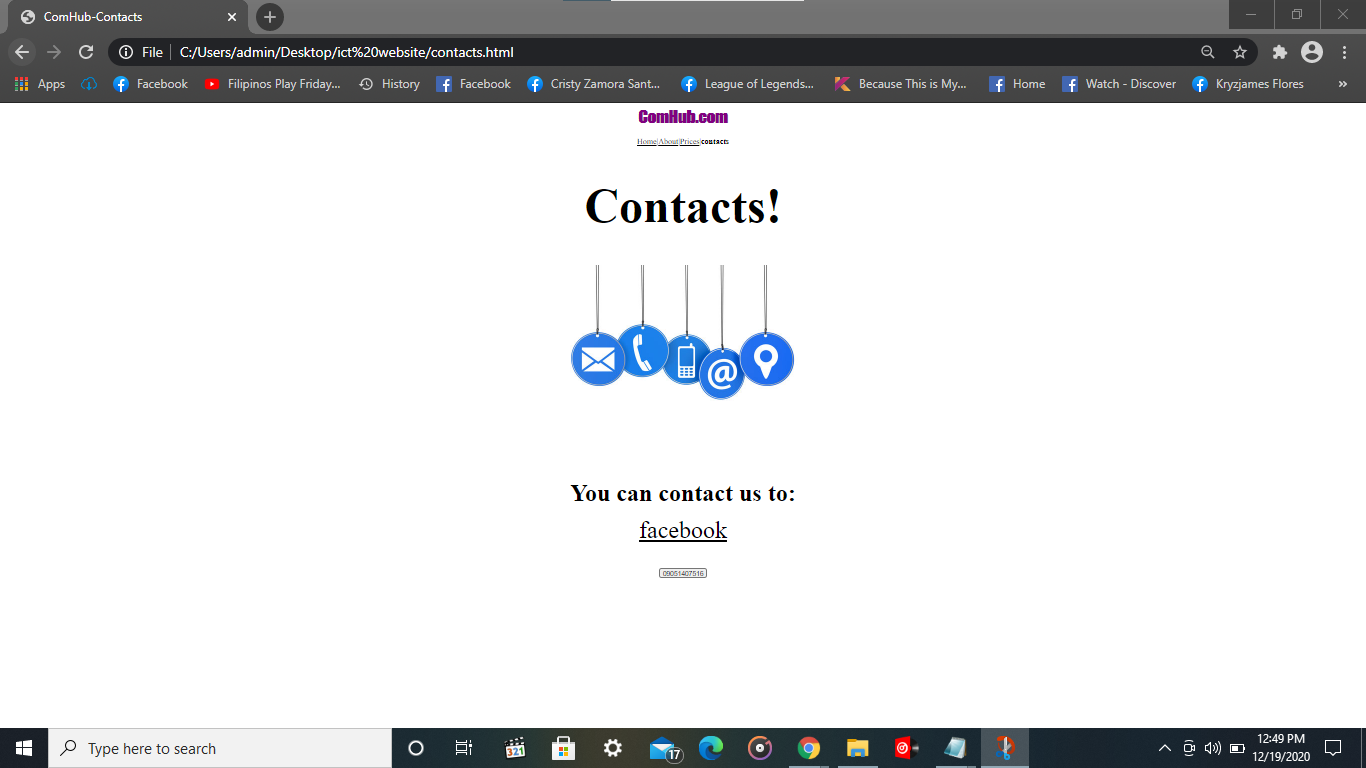 ComHub-Contacts
File C:/Users/admin/Desktop/ict%20website/contacts.html
Apps Facebook Filipinos Play Friday... History Facebook Cristy Zamora Sant... League of Legends... Because This is My... Home Watch - Discover Kryzjames Flores »
ComHub.com
Home|About|Prices|contacts
Contacts!
@
You can contact us to:
facebook
09051407516
Type here to search
321
17
12:49 PM
12/19/2020